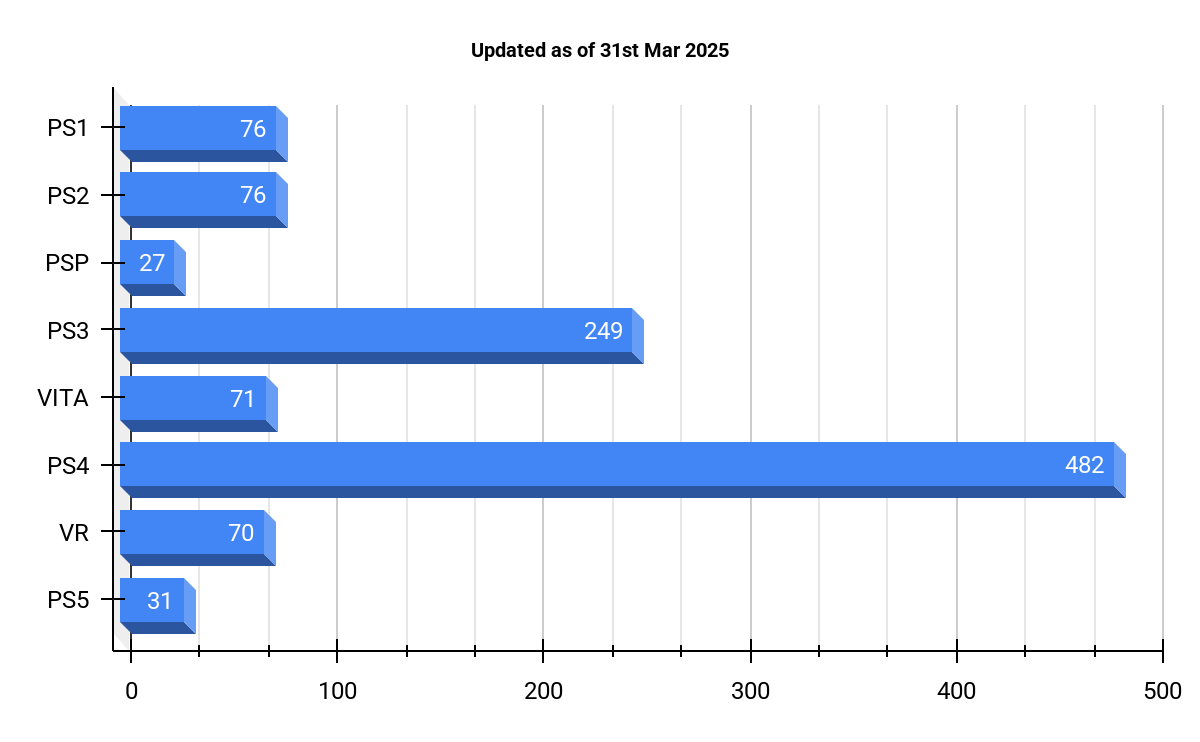 Updated as of 31st Mar 2025
PS1 76
PS2 76
PSP 27
PS3 249
VITA 71
PS4 482
VR 70
PS5 31
0 100 200 300 400 500